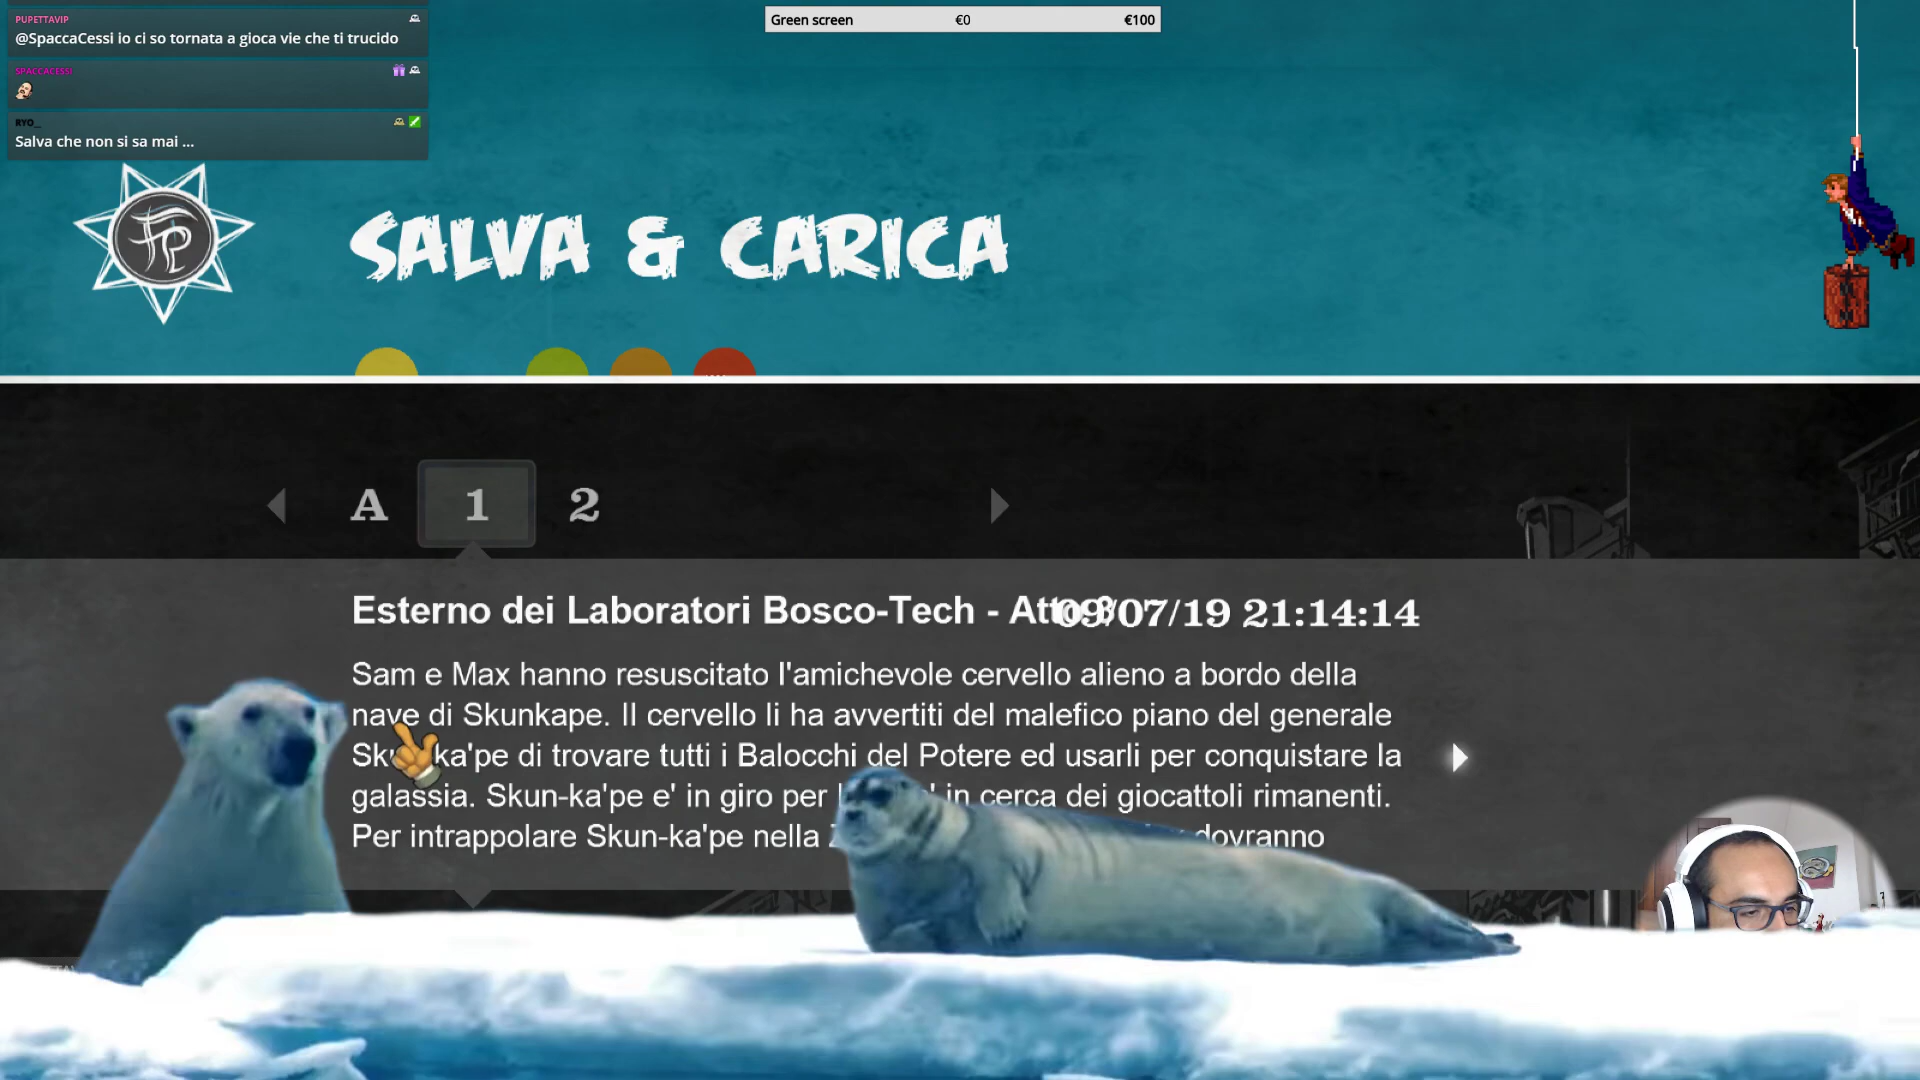 PUPETTAVIP
@SpaccaCessi io ci so tornata a gioca vie che ti trucido
SPACCACESSI
RYO_
Salva che non si sa mai ...
Green screen €0 €100
SALVA & CARICA
A 1 2
Esterno dei Laboratori Bosco-Tech - Atto 3 09/07/19 21:14:14
Sam e Max hanno resuscitato l'amichevole cervello alieno a bordo della
nave di Skunkape. Il cervello li ha avvertiti del malefico piano del generale
ka'pe di trovare tutti i Balocchi del Potere ed usarli per conquistare la
galassia. Skun-ka'pe e' in giro per in cerca dei giocattoli rimanenti.
Per intrappolare Skun-ka'pe nella dovranno